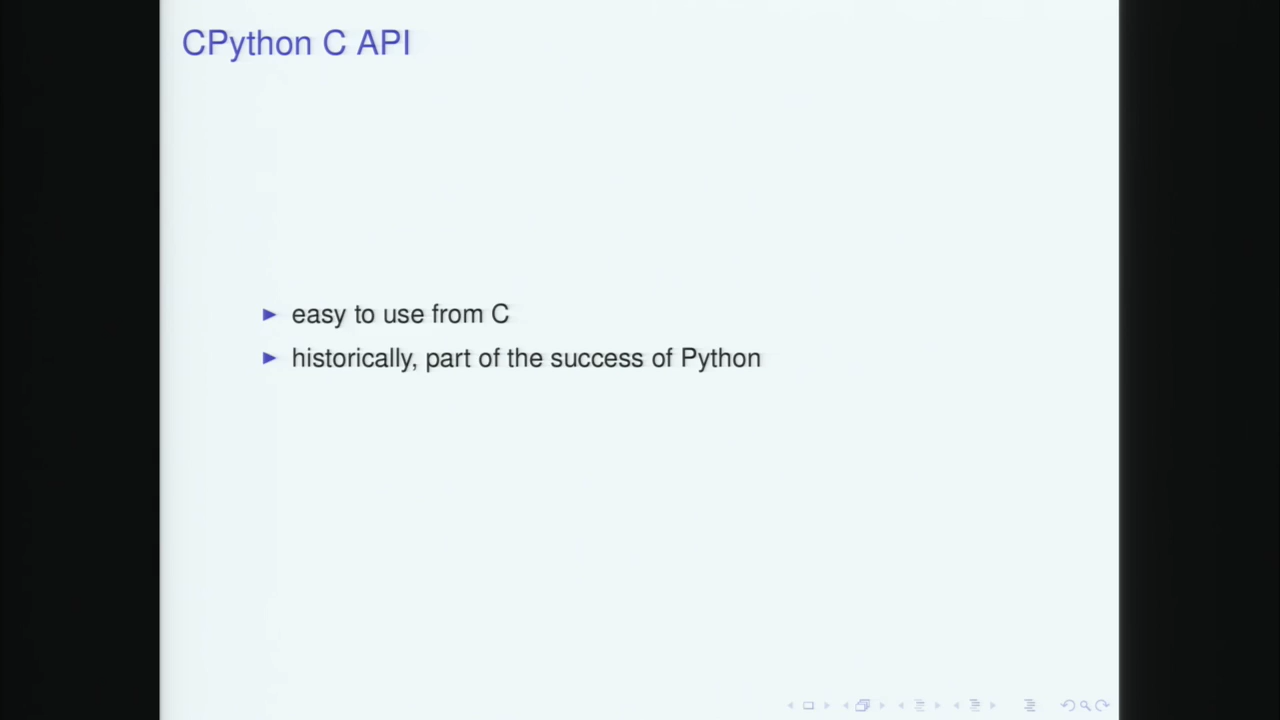 CPython C API
easy to use from C
historically, part of the success of Python